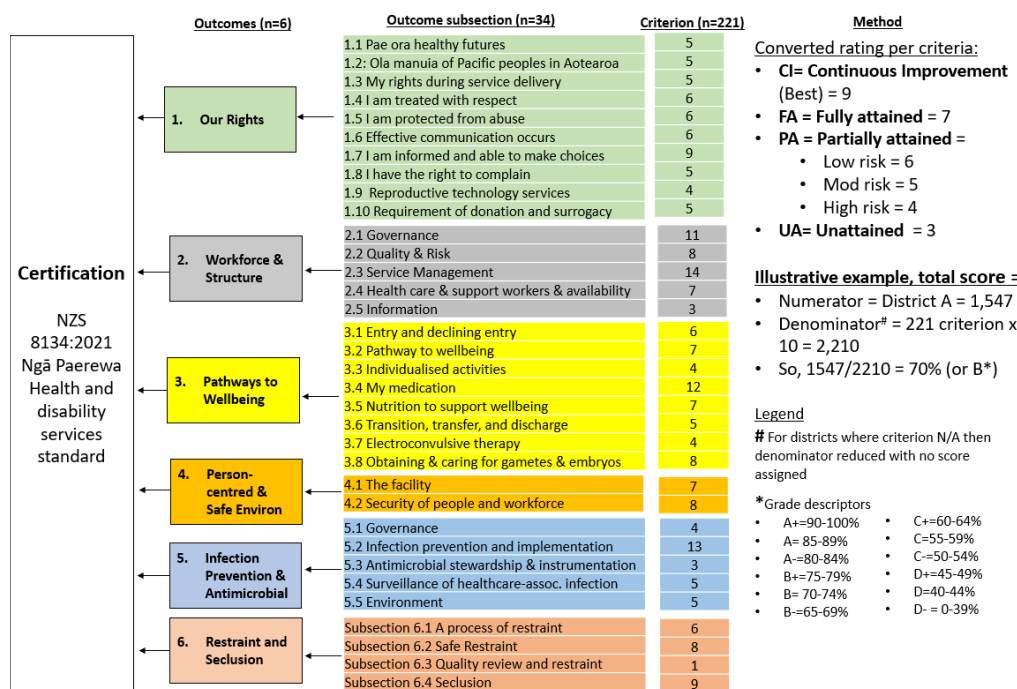 Outcomes (n=6)
Outcome subsection (n=34)
Criterion (n=221)
Method
Certification
NZS
8134:2021
Ngā Paerewa
Health and
disability
services
standard
1. Our Rights
1.1 Pae ora healthy futures 5
1.2: Ola manuia of Pacific peoples in Aotearoa 5
1.3 My rights during service delivery 5
1.4 I am treated with respect 6
1.5 I am protected from abuse 6
1.6 Effective communication occurs 6
1.7 I am informed and able to make choices 9
1.8 I have the right to complain 5
1.9 Reproductive technology services 4
1.10 Requirement of donation and surrogacy 5
2. Workforce &
Structure
2.1 Governance 11
2.2 Quality & Risk 8
2.3 Service Management 14
2.4 Health care & support workers & availability 7
2.5 Information 3
3. Pathways to
Wellbeing
3.1 Entry and declining entry 6
3.2 Pathway to wellbeing 7
3.3 Individualised activities 4
3.4 My medication 12
3.5 Nutrition to support wellbeing 7
3.6 Transition, transfer, and discharge 5
3.7 Electroconvulsive therapy 4
3.8 Obtaining & caring for gametes & embryos 8
4. Person-
centred &
Safe Environ
4.1 The facility 7
4.2 Security of people and workforce 8
5. Infection
Prevention &
Antimicrobial
5.1 Governance 4
5.2 Infection prevention and implementation 13
5.3 Antimicrobial stewardship & instrumentation 3
5.4 Surveillance of healthcare-assoc. infection 5
5.5 Environment 5
6. Restraint and
Seclusion
Subsection 6.1 A process of restraint 6
Subsection 6.2 Safe Restraint 8
Subsection 6.3 Quality review and restraint 1
Subsection 6.4 Seclusion 9
Converted rating per criteria:
• CI= Continuous Improvement
(Best) = 9
• FA = Fully attained = 7
• PA = Partially attained =
• Low risk = 6
• Mod risk = 5
• High risk = 4
• UA= Unattained = 3
Illustrative example, total score =
• Numerator = District A = 1,547
• Denominator# = 221 criterion x
10 = 2,210
• So, 1547/2210 = 70% (or B*)
Legend
# For districts where criterion N/A then
denominator reduced with no score
assigned
*Grade descriptors
• A+=90-100%
• A= 85-89%
• A-=80-84%
• B+=75-79%
• B= 70-74%
• B-=65-69%
• C+=60-64%
• C=55-59%
• C-=50-54%
• D+=45-49%
• D=40-44%
• D- = 0-39%